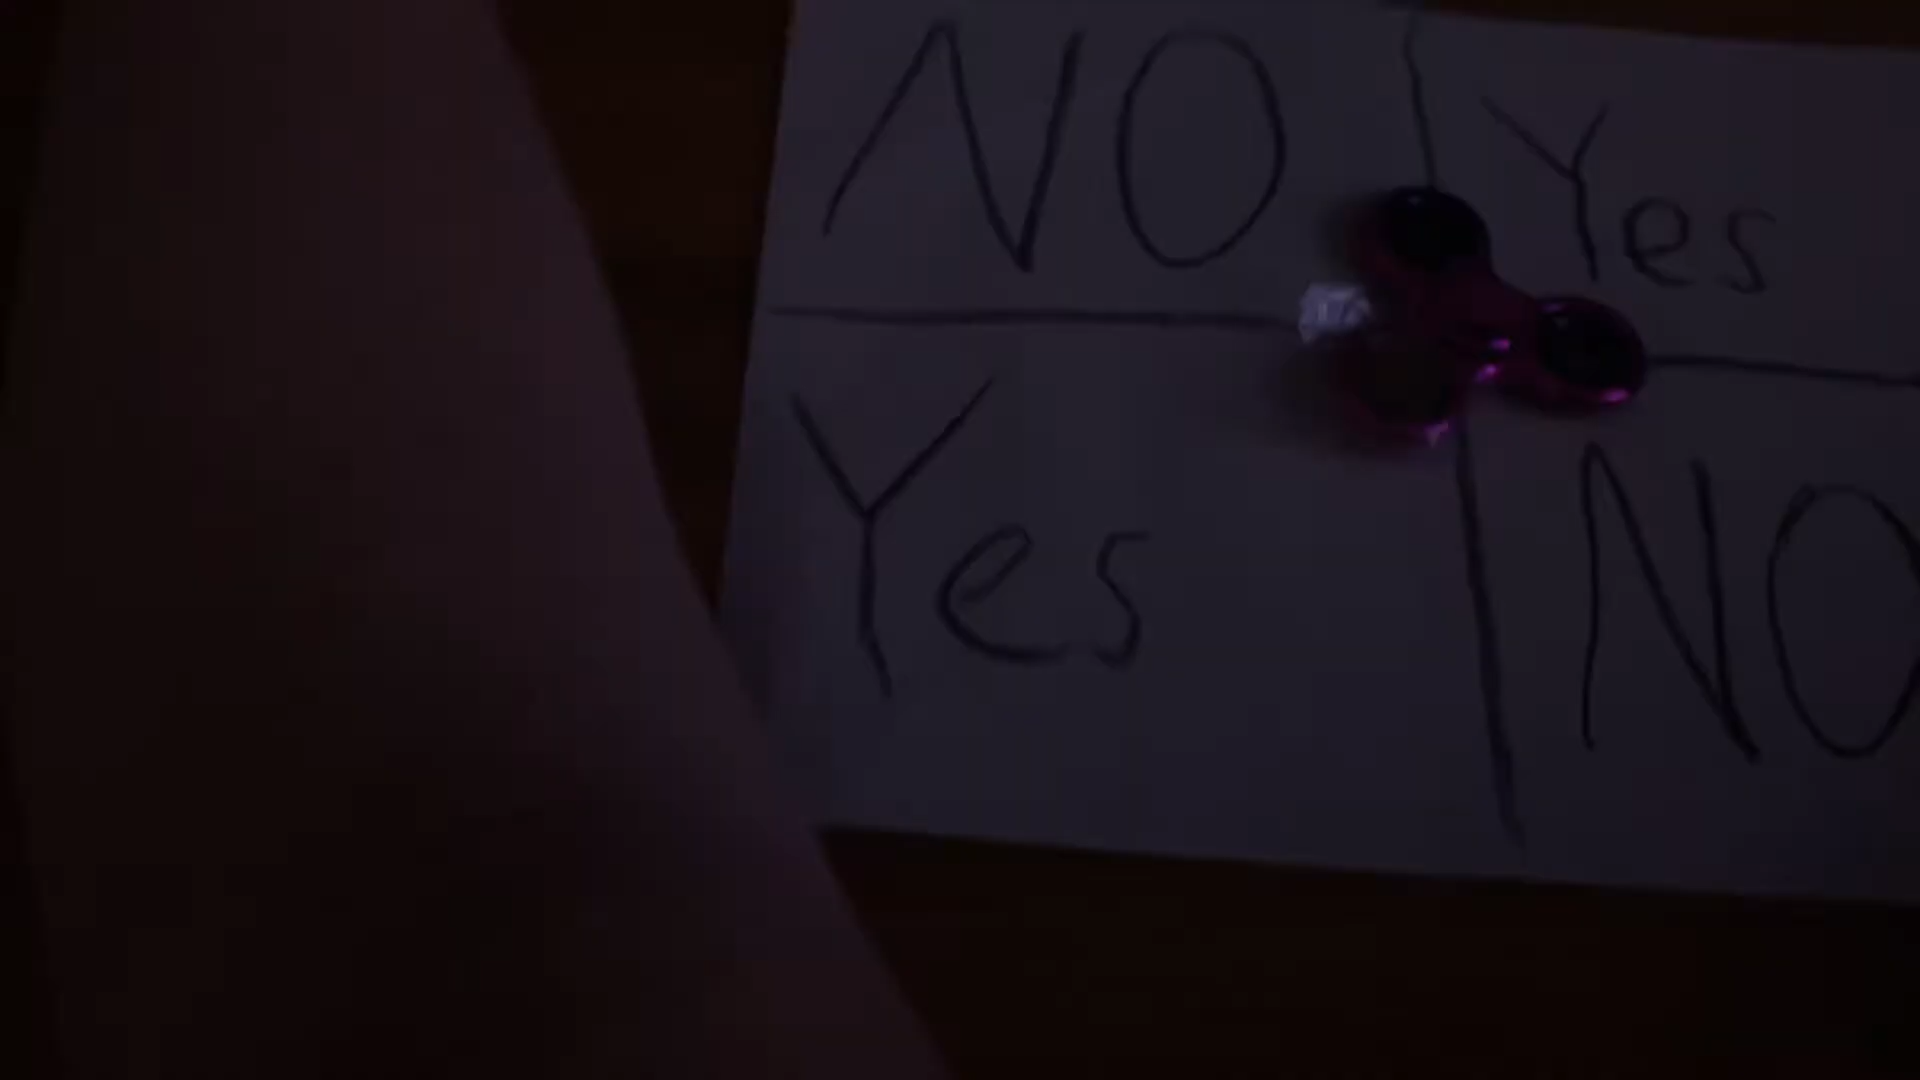 NO Yes
Yes NO